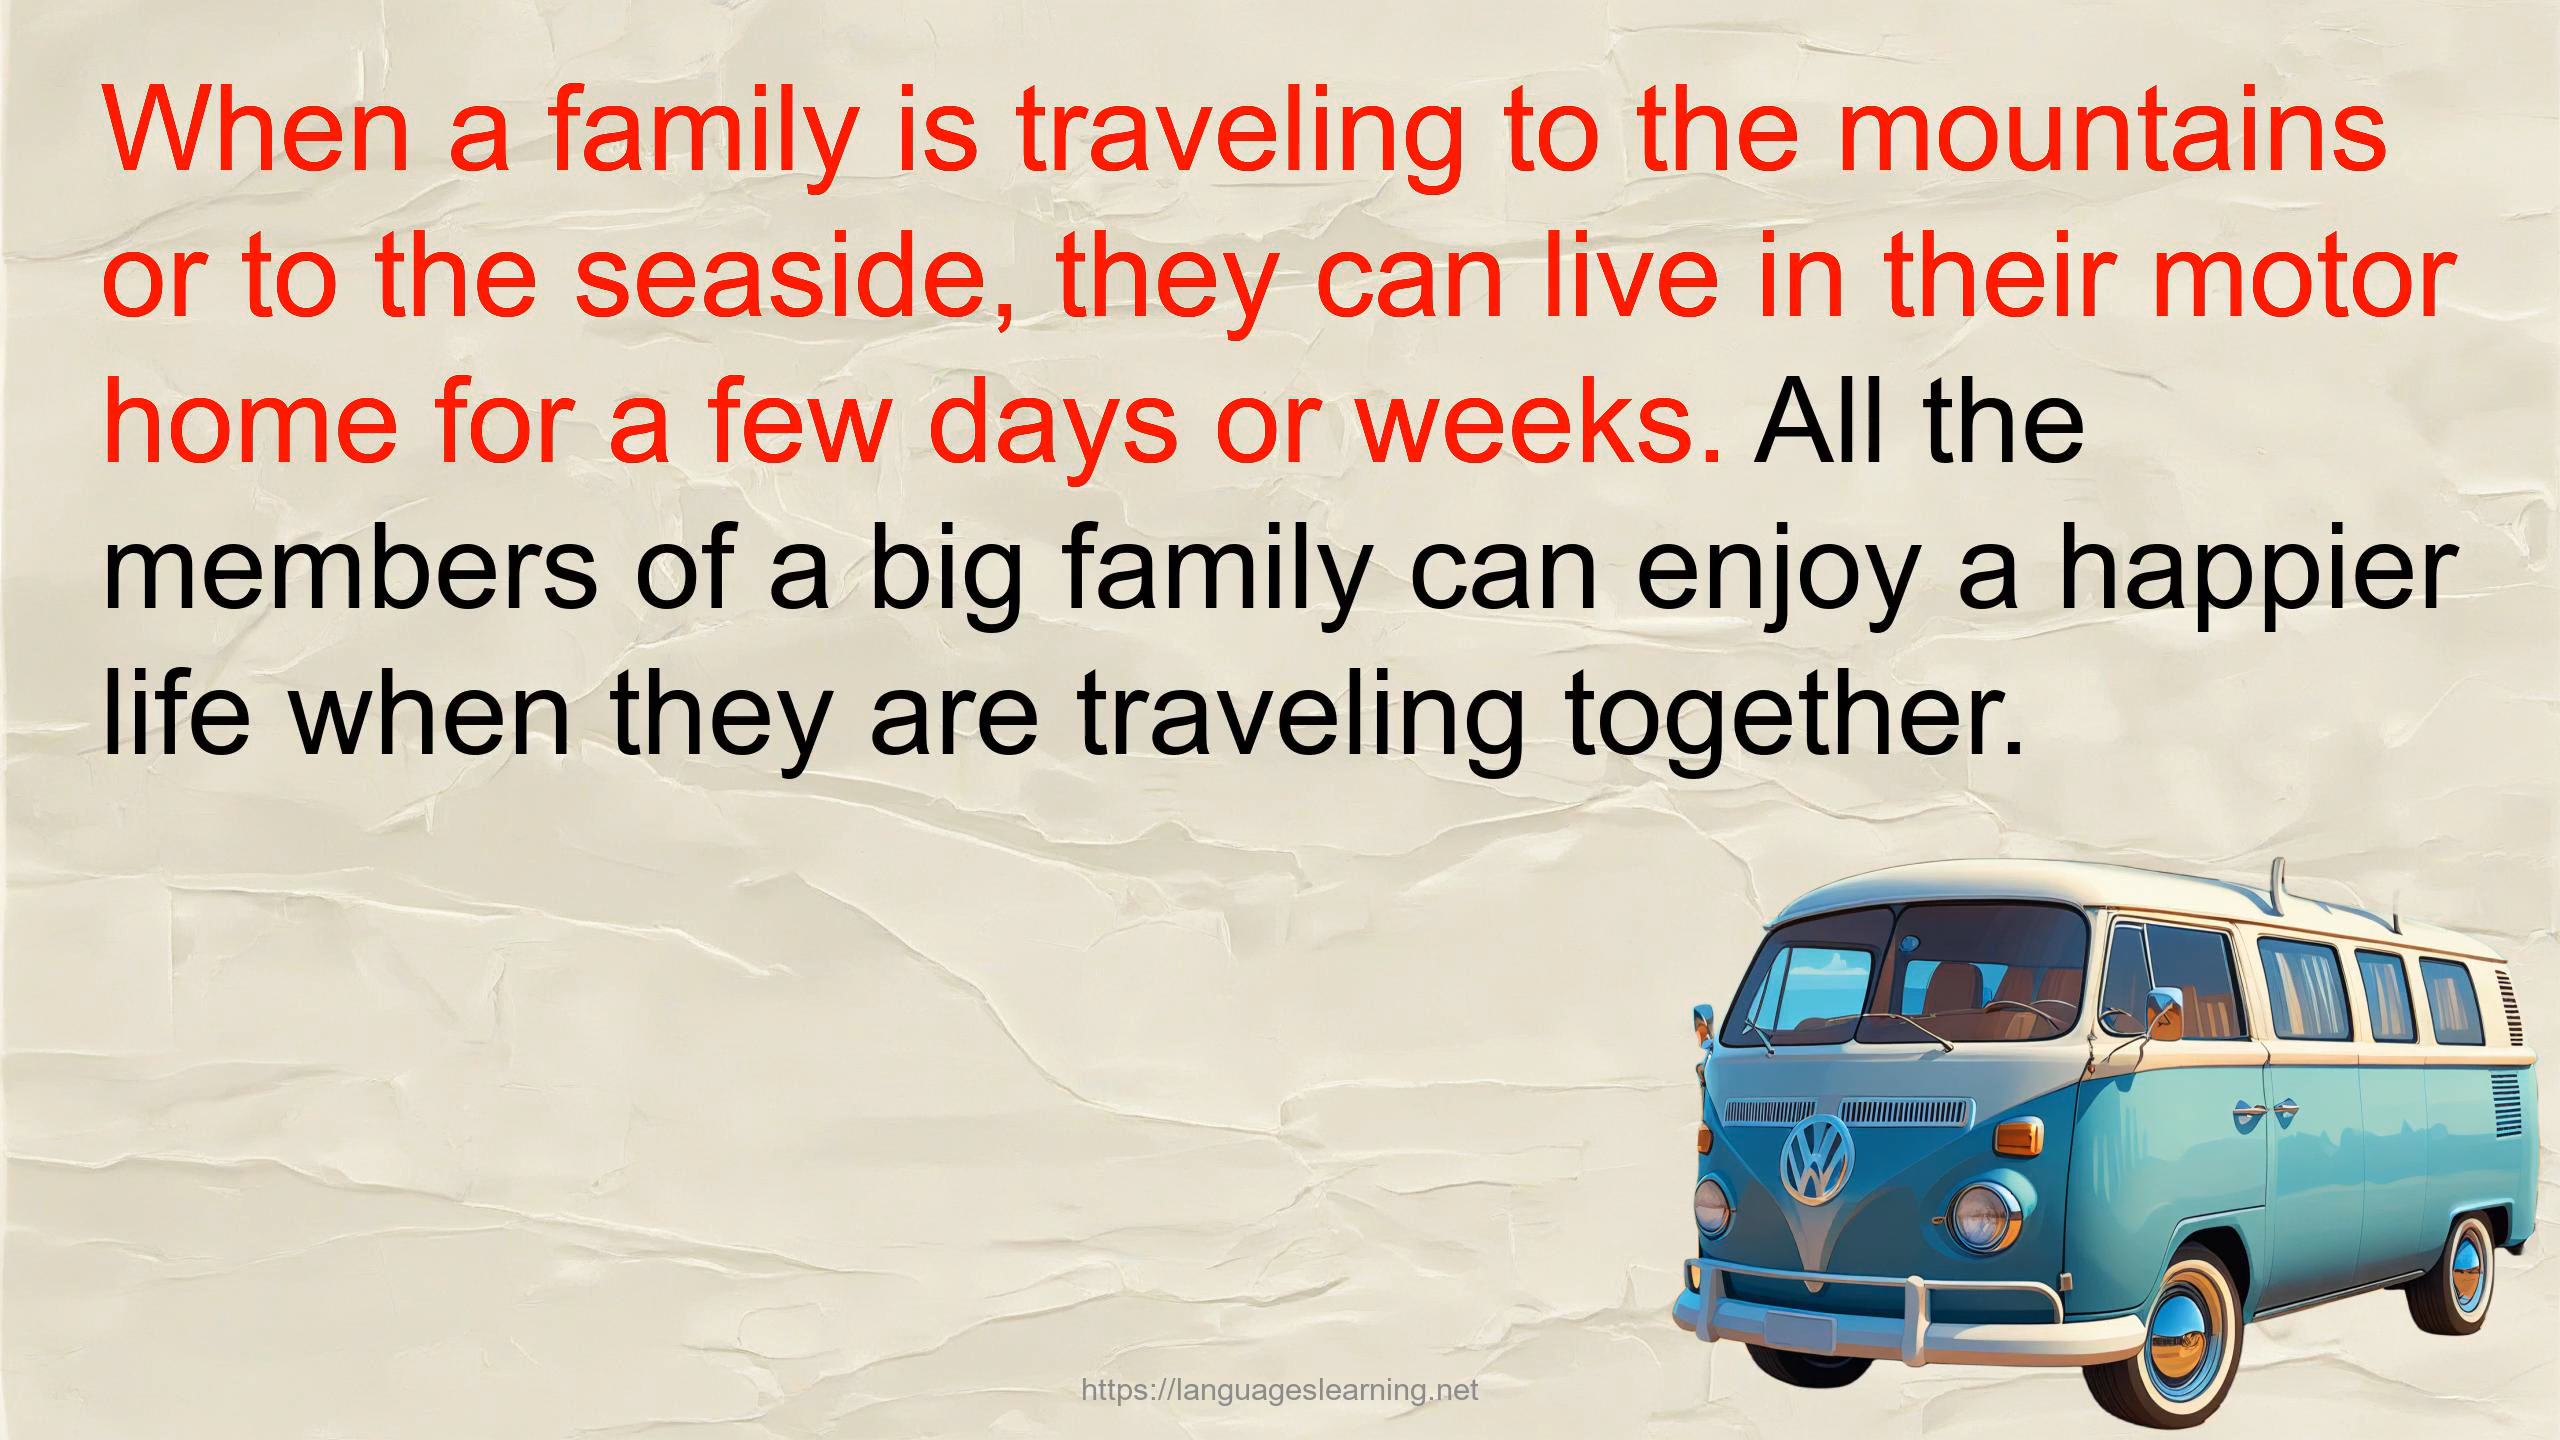 When a family is traveling to the mountains
or to the seaside, they can live in their motor
home for a few days or weeks. All the
members of a big family can enjoy a happier
life when they are traveling together.
https://languageslearning.net